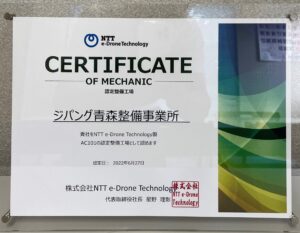 NTT
e-Drone Technology
CERTIFICATE
OF MECHANIC
認定整備工場
ジパング青森整備事業所
貴社をNTT e-Drone Technology製
AC101の認定整備工場として認めます
認定日： 2022年6月27日
株式会社NTT e-Drone Technology
代表取締役社長 星野 理彰
株式会社
NTT e-Drone
Technology